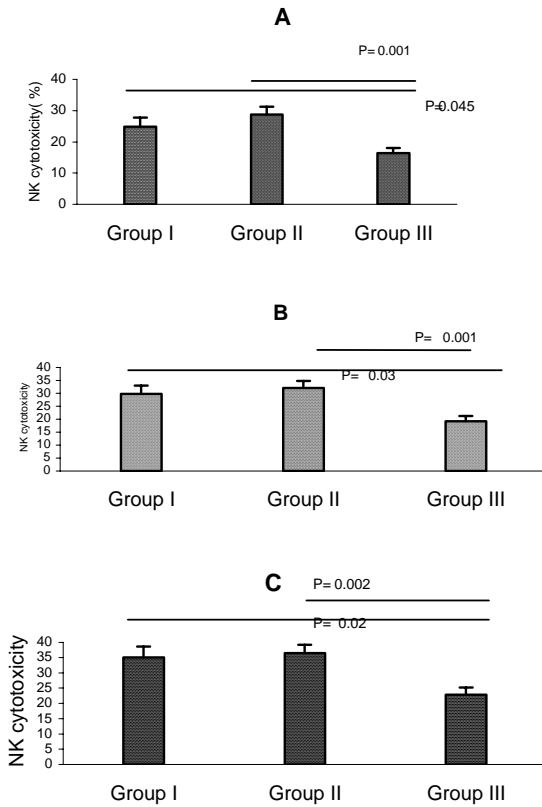 A
P= 0.001
P=0.045
NK cytotoxicity( %)
40
30
20
10
0
Group I Group II Group III
B
P= 0.001
P= 0.03
NK cytotoxicity
40
35
30
25
20
15
10
5
0
Group I Group II Group III
C
P= 0.002
P= 0.02
NK cytotoxicity
40
35
30
25
20
15
10
5
0
Group I Group II Group III